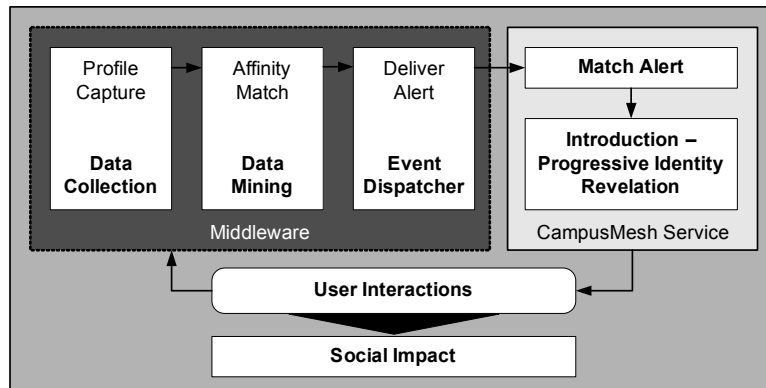 Profile
Capture
Data
Collection
Affinity
Match
Data
Mining
Deliver
Alert
Event
Dispatcher
Middleware
Match Alert
Introduction –
Progressive Identity
Revelation
CampusMesh Service
User Interactions
Social Impact